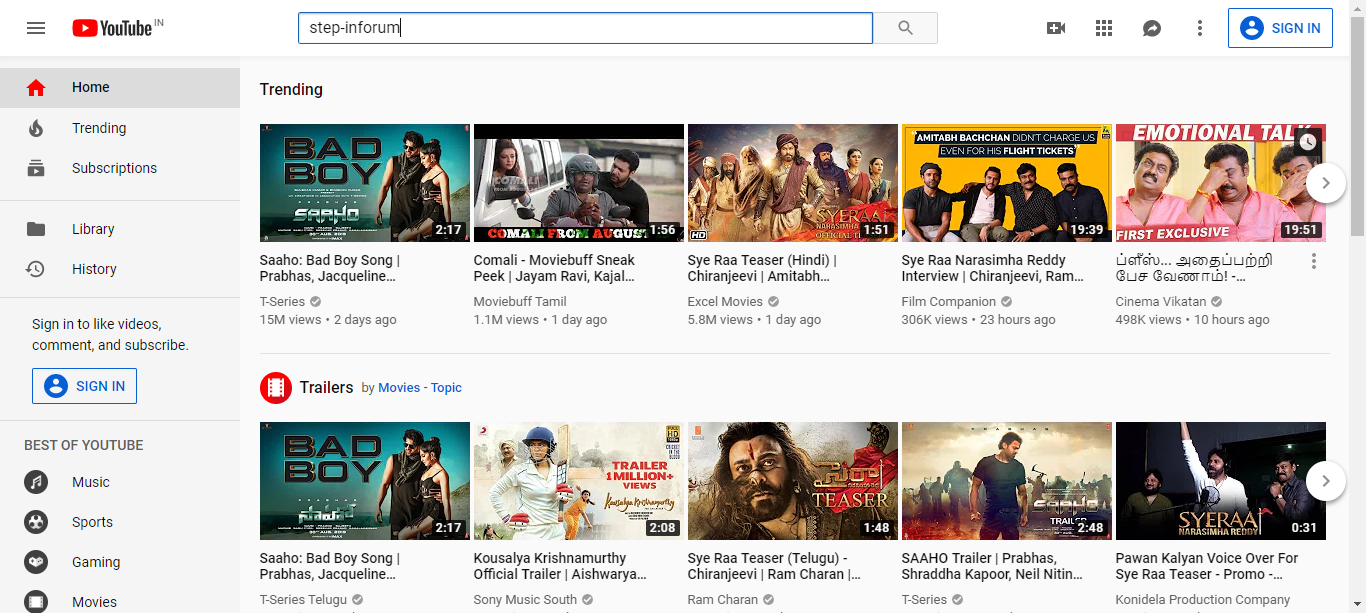 YouTube IN
step-inforum
SIGN IN
Home
Trending
Subscriptions
Library
History
Sign in to like videos,
comment, and subscribe.
SIGN IN
BEST OF YOUTUBE
Music
Sports
Gaming
Movies
Trending
BAD
BOY
PRABHAS
SAAHO
2:17
Saaho: Bad Boy Song |
Prabhas, Jacqueline...
T-Series
15M views • 2 days ago
COMALI
COMALI FROM AUGUST
1:56
Comali - Moviebuff Sneak
Peek | Jayam Ravi, Kajal...
Moviebuff Tamil
1.1M views • 1 day ago
SYERAA
NARASIMHA
OFFICIAL
HD
1:51
Sye Raa Teaser (Hindi) |
Chiranjeevi | Amitabh...
Excel Movies
5.8M views • 1 day ago
"AMITABH BACHCHAN DIDN'T CHARGE US
EVEN FOR HIS FLIGHT TICKETS"
19:39
Sye Raa Narasimha Reddy
Interview | Chiranjeevi, Ram...
Film Companion
306K views • 23 hours ago
EMOTIONAL TALK
FIRST EXCLUSIVE
19:51
ப்ளீஸ்... அதைப்பற்றி
பேச வேணாம்! -...
Cinema Vikatan
498K views • 10 hours ago
Trailers by Movies - Topic
BAD
BOY
PRABHAS
సాహో
2:17
Saaho: Bad Boy Song |
Prabhas, Jacqueline...
T-Series Telugu
TRAILER
1 MILLION+
VIEWS
Kousalya Krishnamurthy
2:08
Kousalya Krishnamurthy
Official Trailer | Aishwarya...
Sony Music South
సైరా
TEASER
1:48
Sye Raa Teaser (Telugu) -
Chiranjeevi | Ram Charan |...
Ram Charan
PRABHAS
SAAHO
TRAILER
2:48
SAAHO Trailer | Prabhas,
Shraddha Kapoor, Neil Nitin...
T-Series
SYERAA
NARASIMHA REDDY
0:31
Pawan Kalyan Voice Over For
Sye Raa Teaser - Promo -...
Konidela Production Company